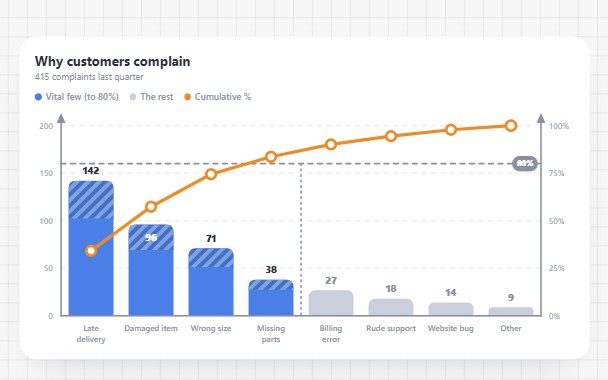 Why customers complain
415 complaints last quarter
Vital few (to 80%) The rest Cumulative %
200 100%
80%
150 75%
142
100 50%
96
71
50 25%
38
27
18
14
9
0 0%
Late delivery
Damaged item
Wrong size
Missing parts
Billing error
Rude support
Website bug
Other